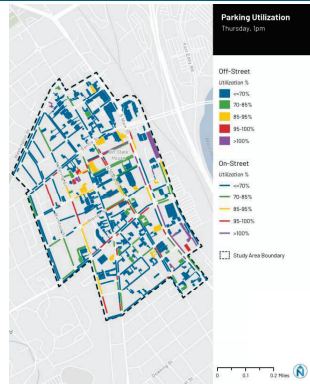 Parking Utilization
Thursday, 1pm
Off-Street
Utilization %
<=70%
70-85%
85-95%
95-100%
>100%
On-Street
Utilization %
<=70%
70-85%
85-95%
95-100%
>100%
Study Area Boundary
0 0.1 0.2 Miles
N